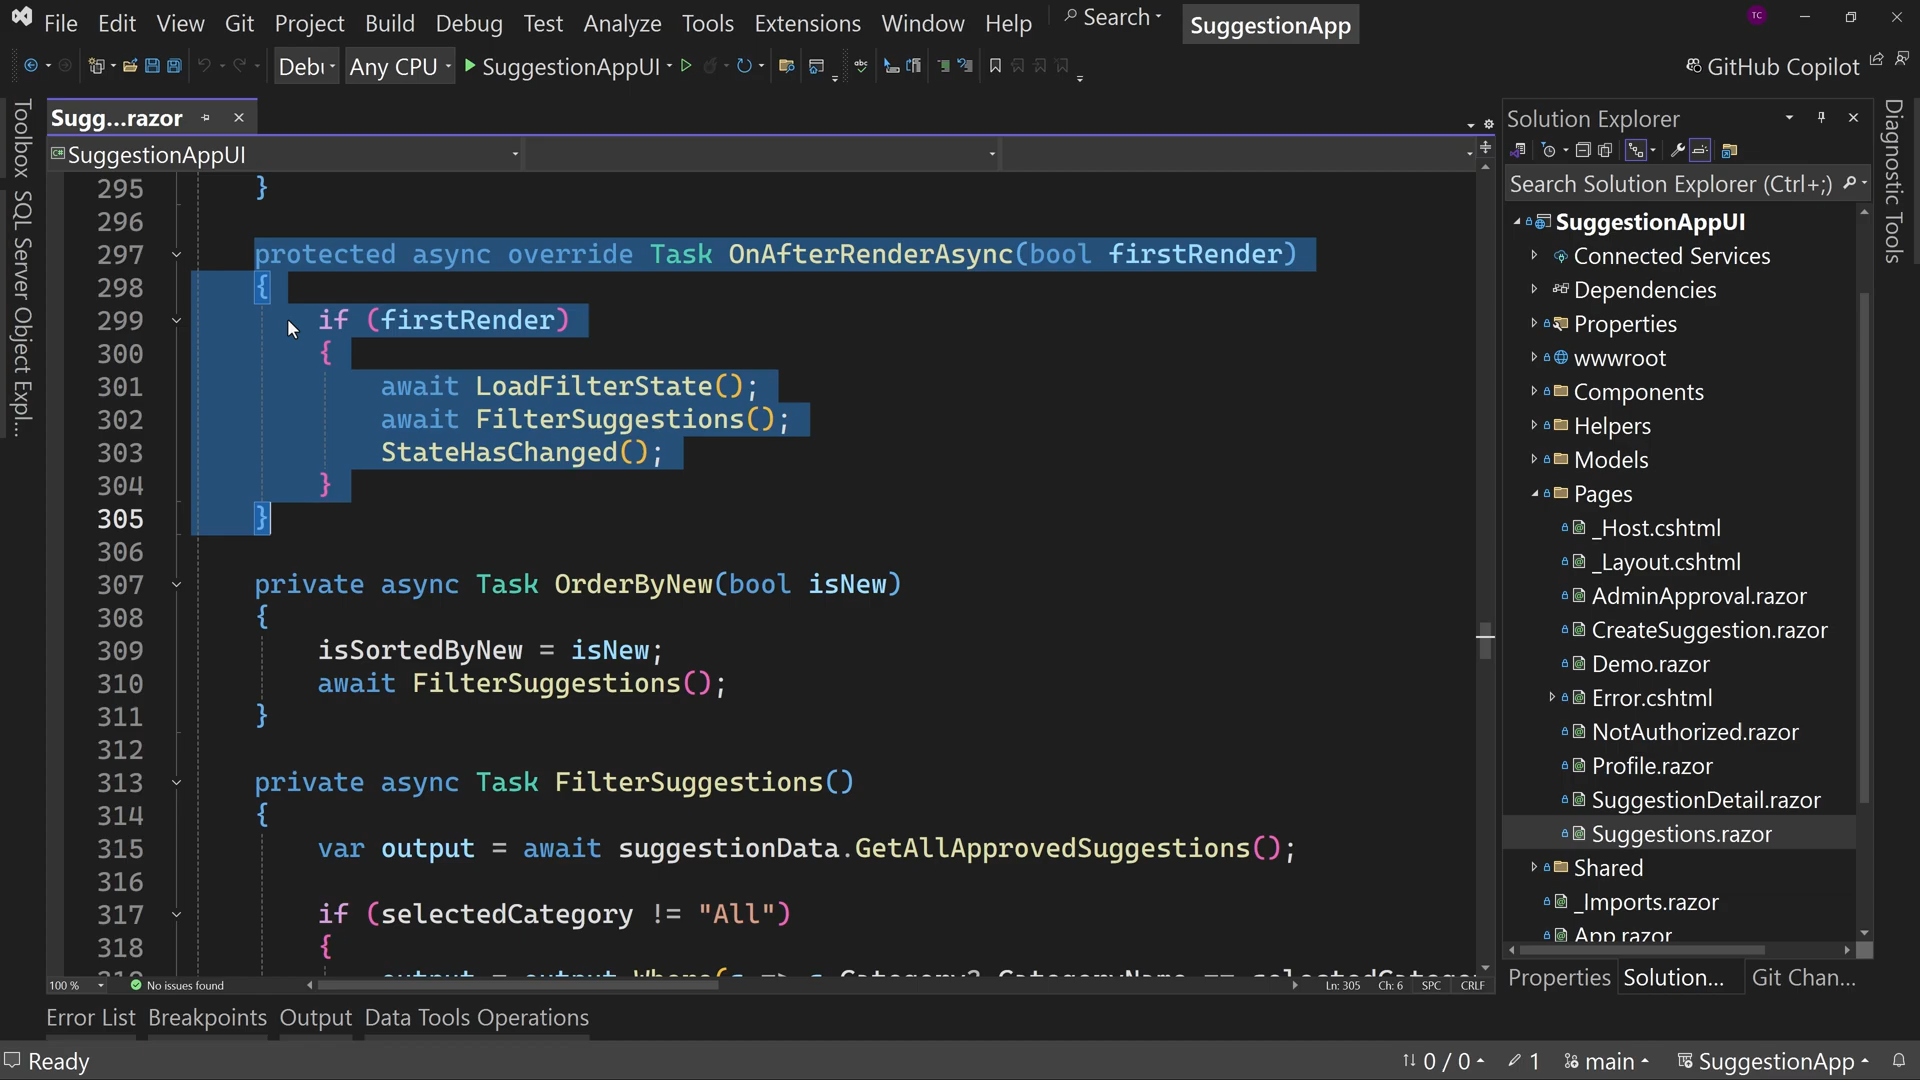 File Edit View Git Project Build Debug Test Analyze Tools Extensions Window Help Search SuggestionApp TC
Debu Any CPU SuggestionAppUI GitHub Copilot
Toolbox
SQL Server Object Expl...
Sugg...razor
SuggestionAppUI
295 }
296
297 protected async override Task OnAfterRenderAsync(bool firstRender)
298 {
299 if (firstRender)
300 {
301 await LoadFilterState();
302 await FilterSuggestions();
303 StateHasChanged();
304 }
305 }
306
307 private async Task OrderByNew(bool isNew)
308 {
309 isSortedByNew = isNew;
310 await FilterSuggestions();
311 }
312
313 private async Task FilterSuggestions()
314 {
315 var output = await suggestionData.GetAllApprovedSuggestions();
316
317 if (selectedCategory != "All")
318 {
100 % No issues found Ln: 305 Ch: 6 SPC CRLF
Solution Explorer
Search Solution Explorer (Ctrl+;)
SuggestionAppUI
Connected Services
Dependencies
Properties
wwwroot
Components
Helpers
Models
Pages
_Host.cshtml
_Layout.cshtml
AdminApproval.razor
CreateSuggestion.razor
Demo.razor
Error.cshtml
NotAuthorized.razor
Profile.razor
SuggestionDetail.razor
Suggestions.razor
Shared
_Imports.razor
App.razor
Properties Solution... Git Chan...
Diagnostic Tools
Error List Breakpoints Output Data Tools Operations
Ready 0 / 0 1 main SuggestionApp